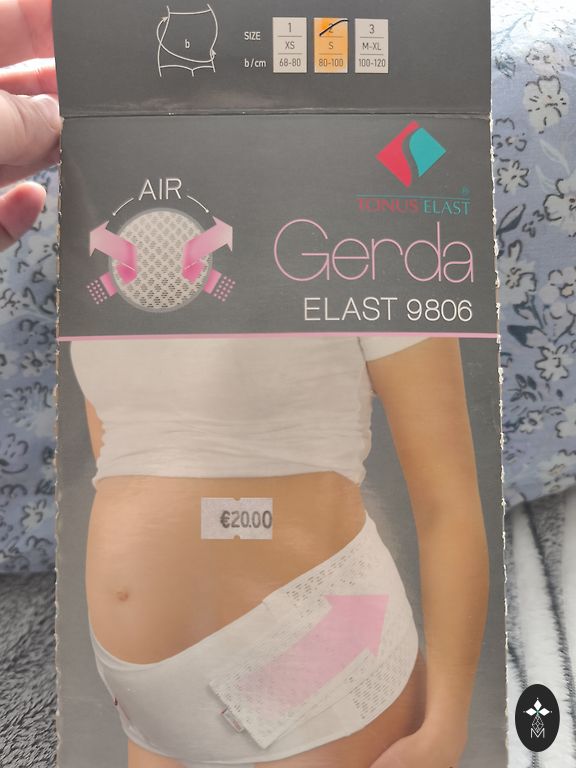 b
SIZE 1 2 3
XS S M-XL
b/cm 68-80 80-100 100-120
AIR
®
TONUS ELAST
Gerda
ELAST 9806
€20.00
M